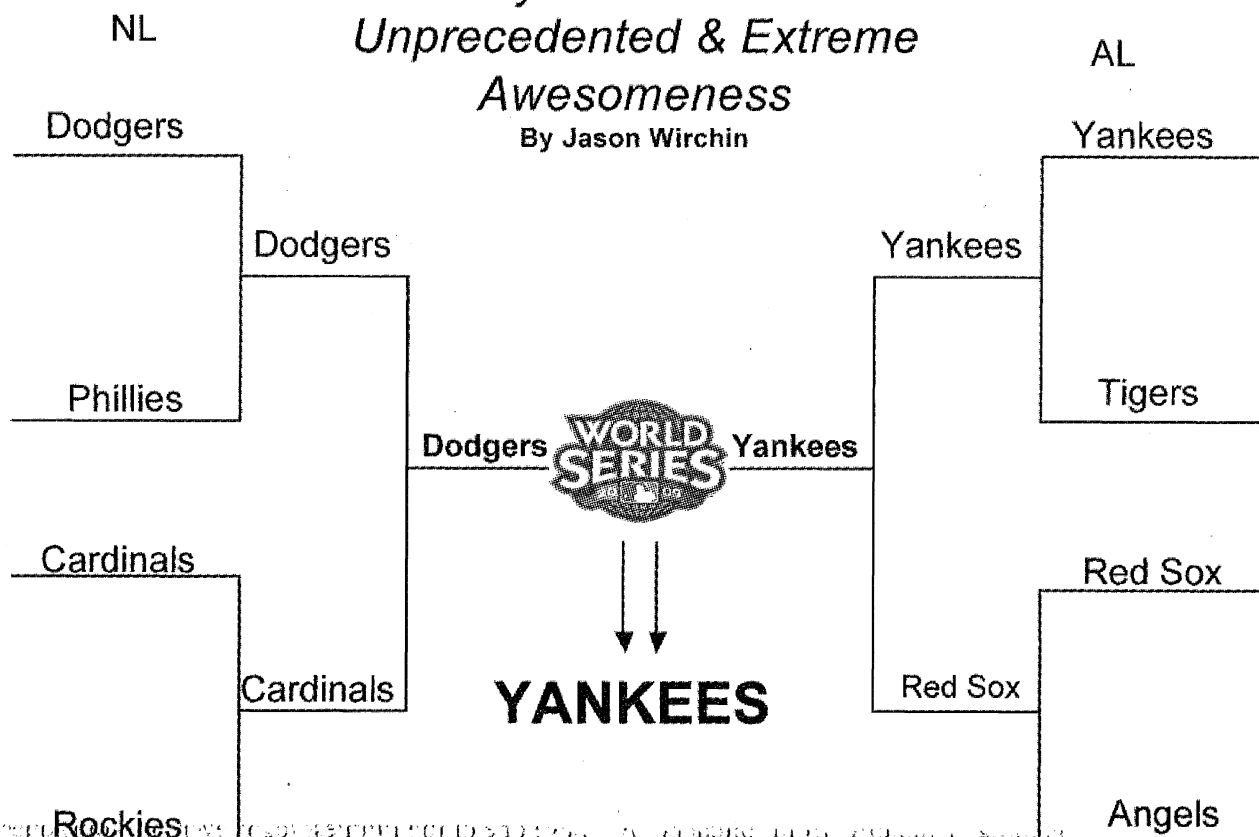 NL
Unprecedented & Extreme
AL
Awesomeness
By Jason Wirchin
Dodgers
Yankees
Dodgers
Yankees
Phillies
Tigers
Dodgers
WORLD
SERIES
Yankees
Cardinals
Red Sox
Cardinals
YANKEES
Red Sox
Rockies
Angels